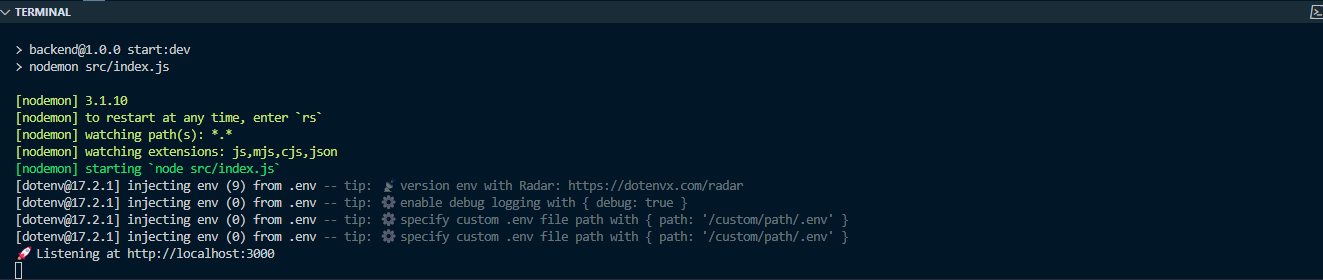 TERMINAL
> backend@1.0.0 start:dev
> nodemon src/index.js
[nodemon] 3.1.10
[nodemon] to restart at any time, enter `rs`
[nodemon] watching path(s): *.*
[nodemon] watching extensions: js,mjs,cjs,json
[nodemon] starting `node src/index.js`
[dotenv@17.2.1] injecting env (9) from .env -- tip: 📡 version env with Radar: https://dotenvx.com/radar
[dotenv@17.2.1] injecting env (0) from .env -- tip: ⚙️ enable debug logging with { debug: true }
[dotenv@17.2.1] injecting env (0) from .env -- tip: ⚙️ specify custom .env file path with { path: '/custom/path/.env' }
[dotenv@17.2.1] injecting env (0) from .env -- tip: ⚙️ specify custom .env file path with { path: '/custom/path/.env' }
🚀 Listening at http://localhost:3000